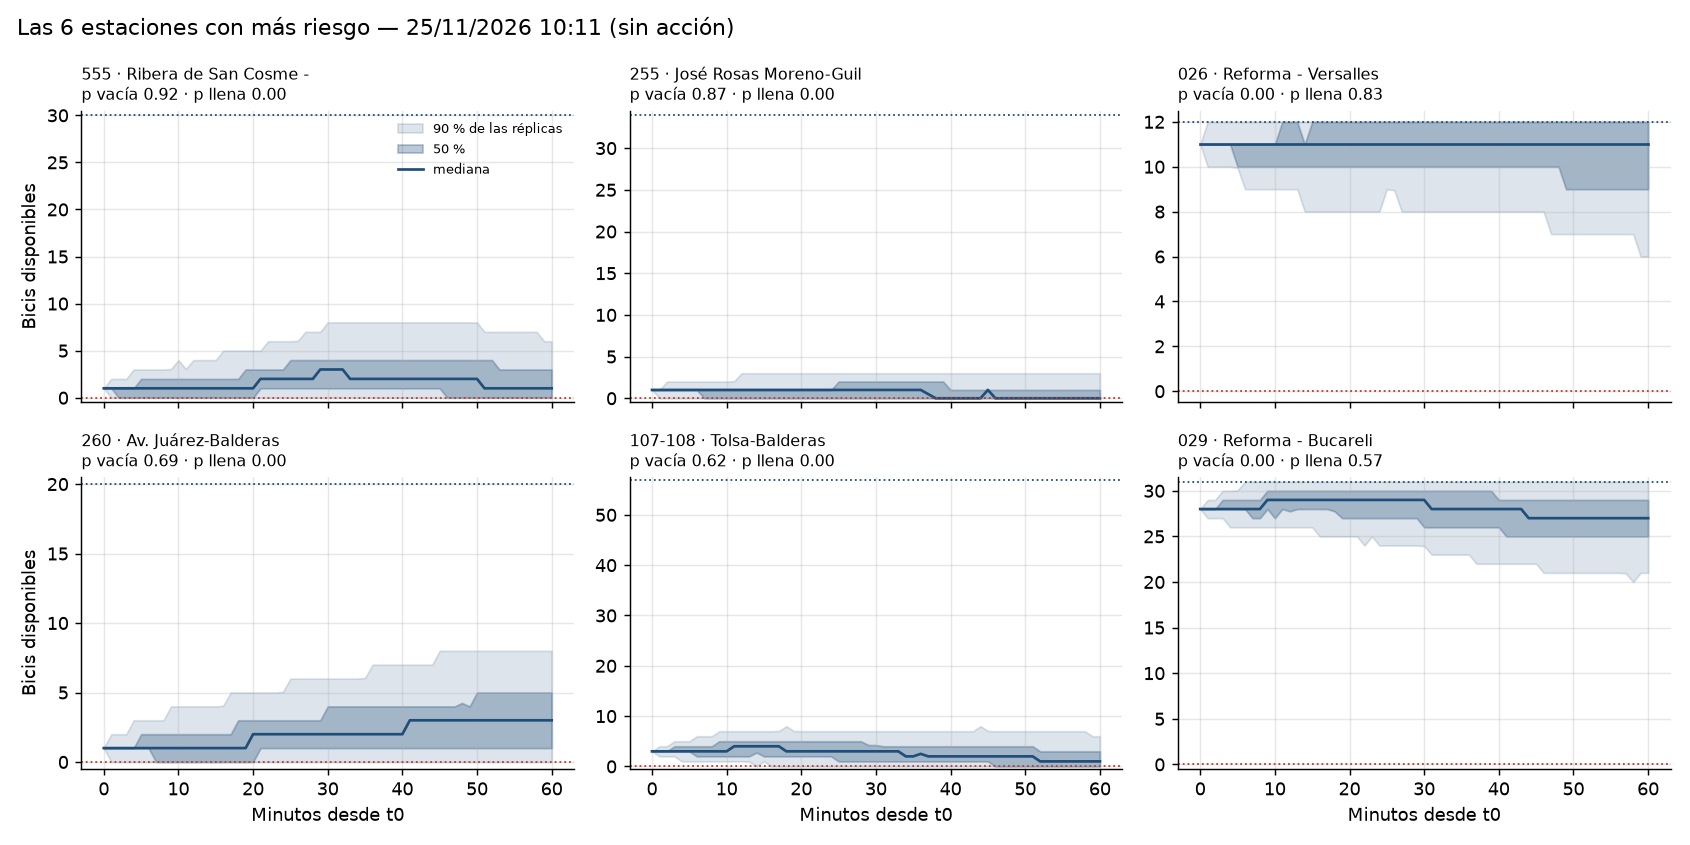 Las 6 estaciones con más riesgo — 25/11/2026 10:11 (sin acción)
555 · Ribera de San Cosme -
p vacía 0.92 · p llena 0.00
30
25
20
15
10
5
0
Bicis disponibles
90 % de las réplicas
50 %
mediana
255 · José Rosas Moreno-Guil
p vacía 0.87 · p llena 0.00
30
25
20
15
10
5
0
026 · Reforma - Versalles
p vacía 0.00 · p llena 0.83
12
10
8
6
4
2
0
260 · Av. Juárez-Balderas
p vacía 0.69 · p llena 0.00
20
15
10
5
0
Bicis disponibles
0 10 20 30 40 50 60
Minutos desde t0
107-108 · Tolsa-Balderas
p vacía 0.62 · p llena 0.00
50
40
30
20
10
0
0 10 20 30 40 50 60
Minutos desde t0
029 · Reforma - Bucareli
p vacía 0.00 · p llena 0.57
30
25
20
15
10
5
0
0 10 20 30 40 50 60
Minutos desde t0